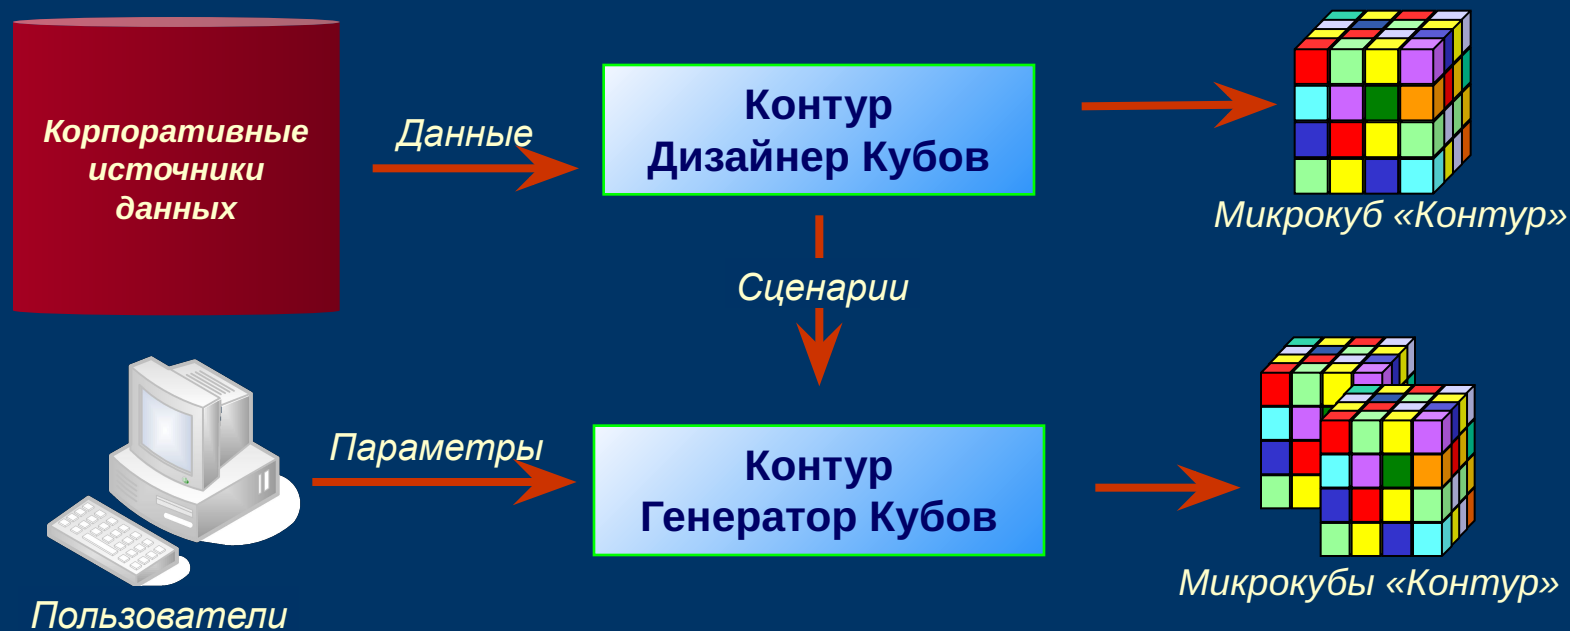 Корпоративные
источники
данных
Данные
Контур
Дизайнер Кубов
Микрокуб «Контур»
Сценарии
Параметры
Контур
Генератор Кубов
Микрокубы «Контур»
Пользователи